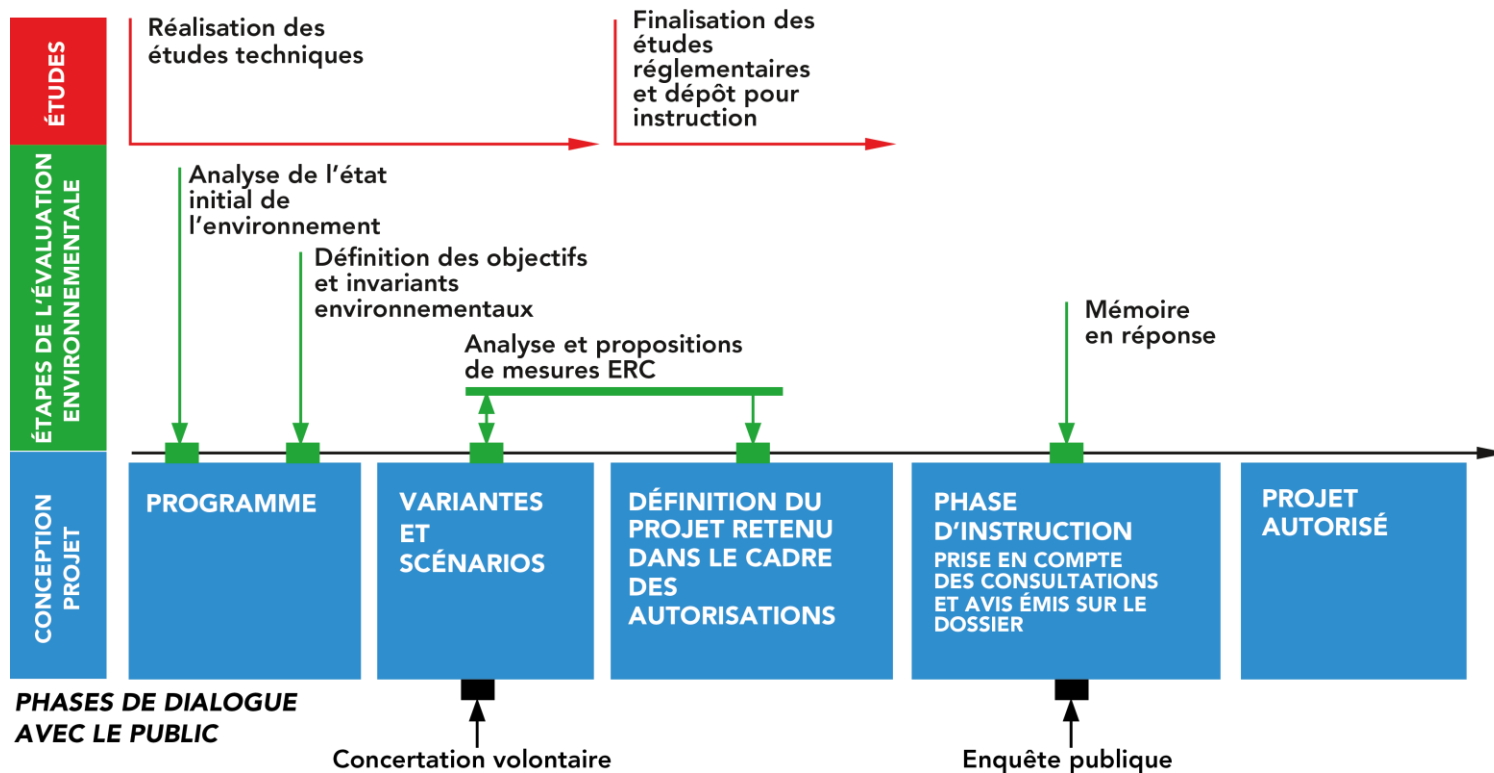 ÉTUDES
Réalisation des
études techniques
Finalisation des
études
réglementaires
et dépôt pour
instruction
ÉTAPES DE L'ÉVALUATION
ENVIRONNEMENTALE
Analyse de l'état
initial de
l'environnement
Définition des objectifs
et invariants
environnementaux
Analyse et propositions
de mesures ERC
Mémoire
en réponse
CONCEPTION
PROJET
PROGRAMME
VARIANTES
ET
SCÉNARIOS
DÉFINITION DU
PROJET RETENU
DANS LE CADRE
DES
AUTORISATIONS
PHASE
D'INSTRUCTION
PRISE EN COMPTE
DES CONSULTATIONS
ET AVIS ÉMIS SUR LE
DOSSIER
PROJET
AUTORISÉ
PHASES DE DIALOGUE
AVEC LE PUBLIC
Concertation volontaire
Enquête publique